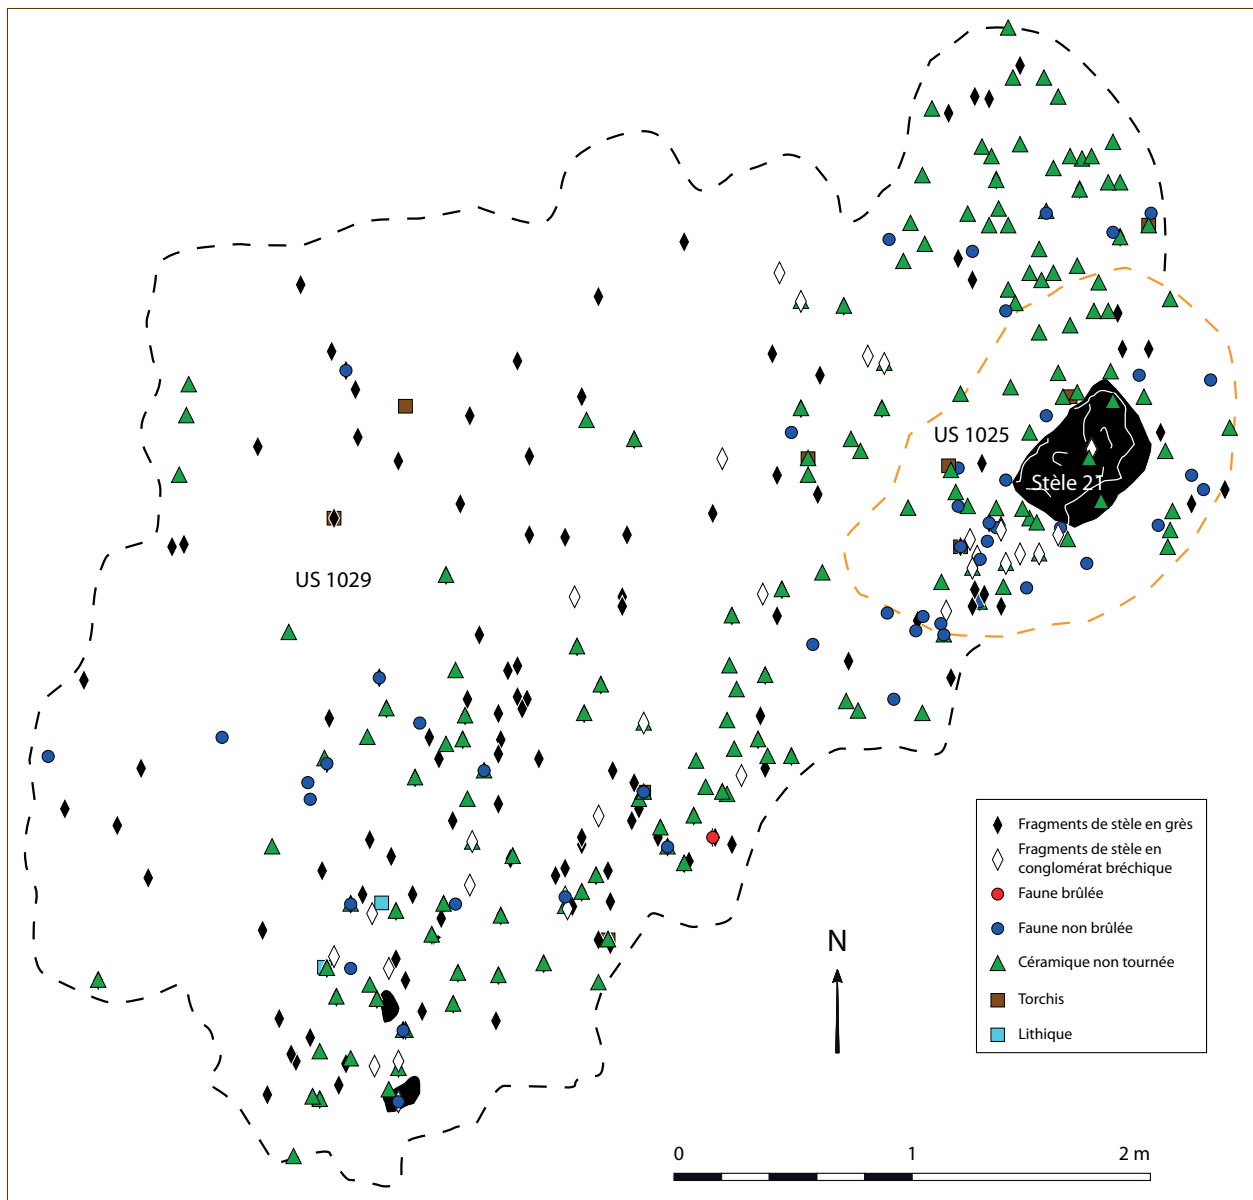 US 1025
Stèle 21
US 1029
Fragments de stèle en grès
Fragments de stèle en
conglomérat bréchique
Faune brûlée
Faune non brûlée
Céramique non tournée
Torchis
Lithique
N
0 1 2 m